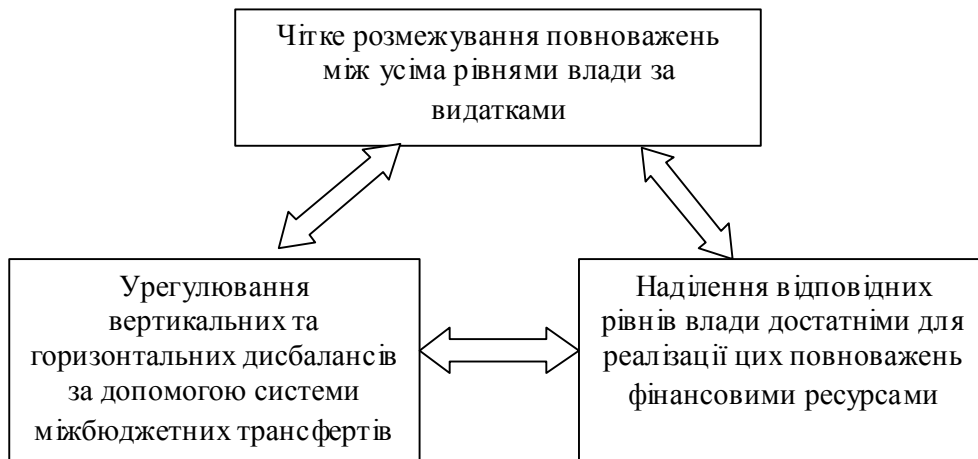 Чітке розмежування повноважень
між усіма рівнями влади за
видатками
Урегулювання
вертикальних та
горизонтальних дисбалансів
за допомогою системи
міжбюджетних трансфертів
Наділення відповідних
рівнів влади достатніми для
реалізації цих повноважень
фінансовими ресурсами